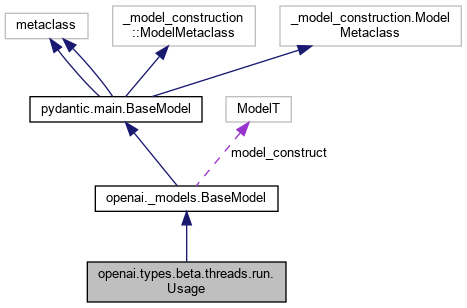 metaclass
_model_construction
::ModelMetaclass
_model_construction.Model
Metaclass
pydantic.main.BaseModel
ModelT
model_construct
openai._models.BaseModel
openai.types.beta.threads.run.
Usage